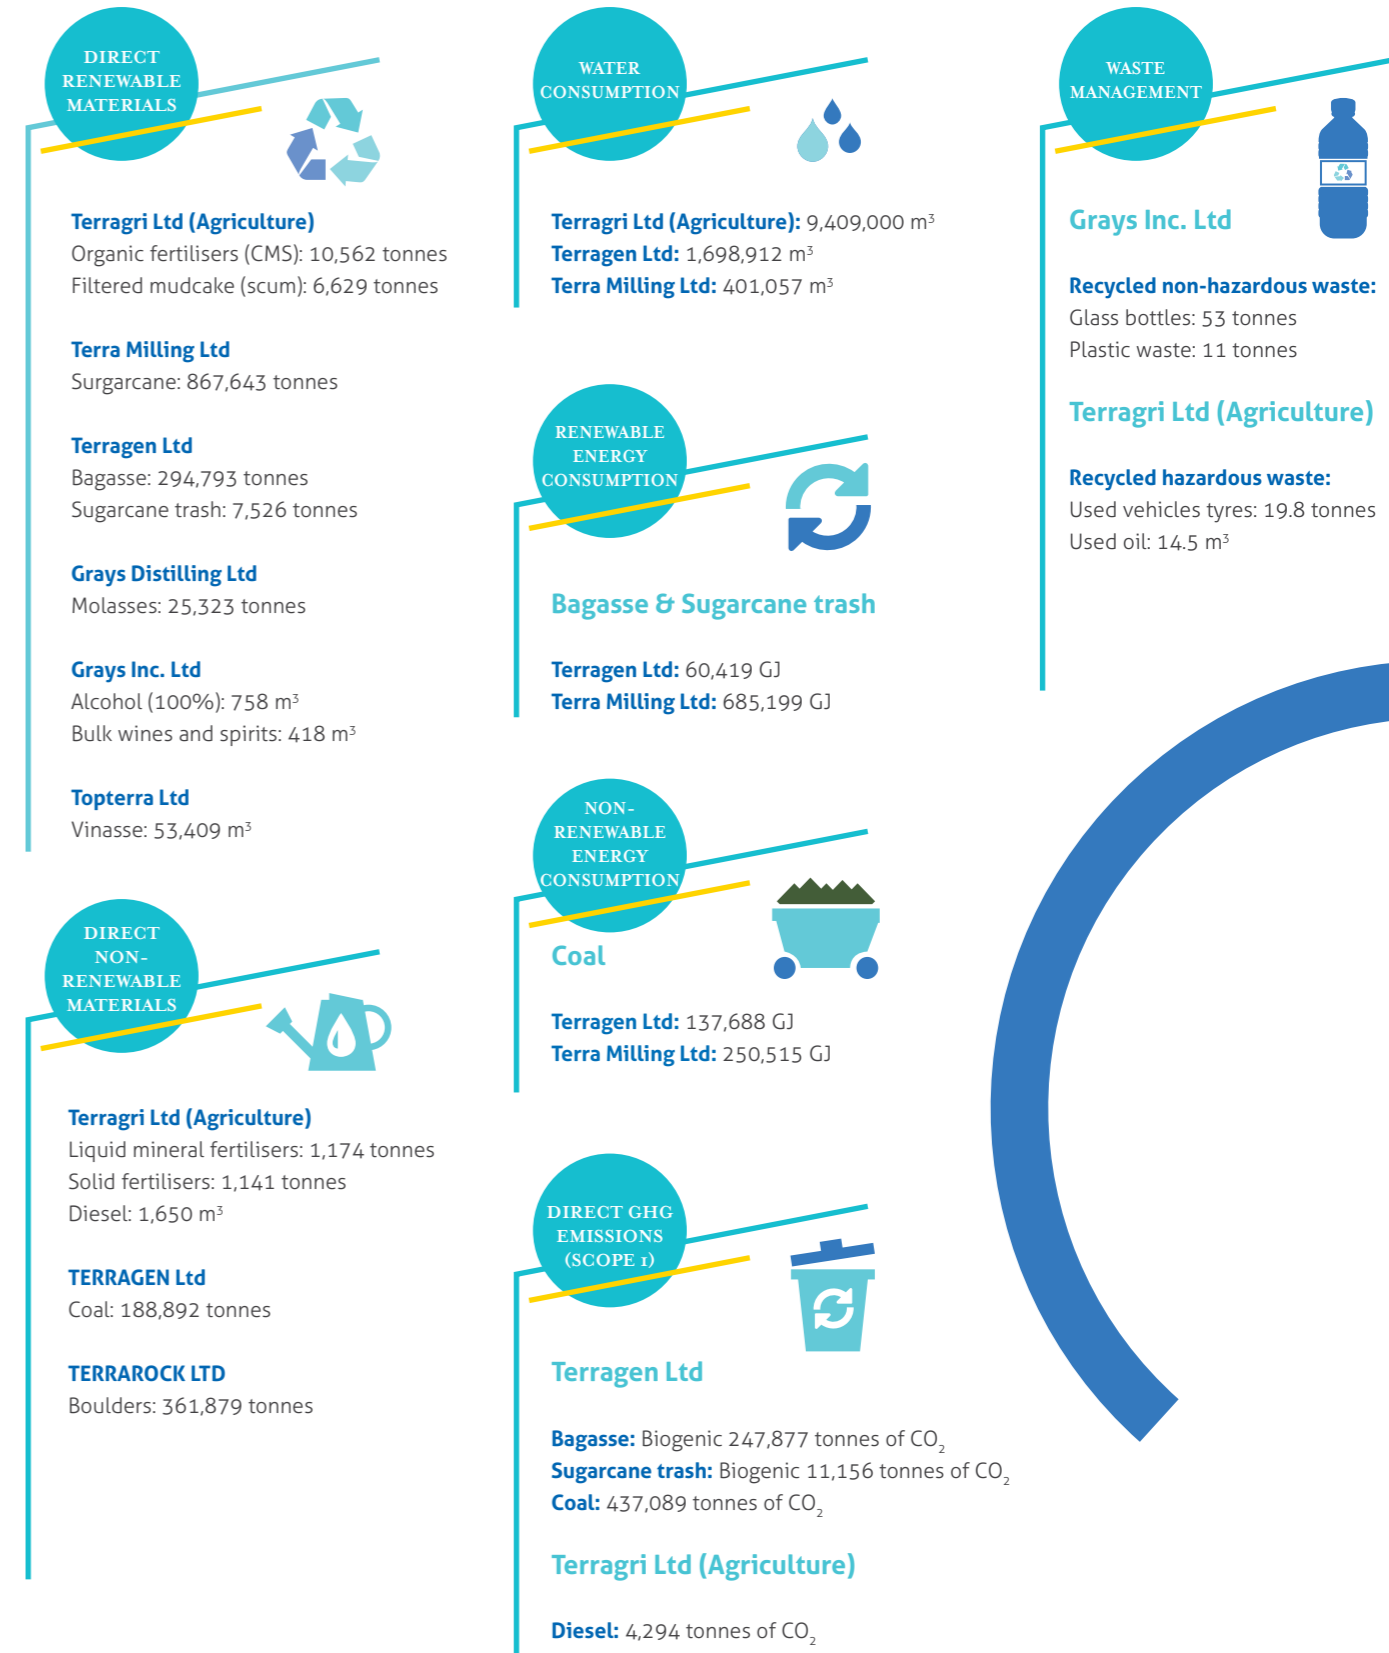 DIRECT
RENEWABLE
MATERIALS
Terragri Ltd (Agriculture)
Organic fertilisers (CMS): 10,562 tonnes
Filtered mudcake (scum): 6,629 tonnes
Terra Milling Ltd
Surgarcane: 867,643 tonnes
Terragen Ltd
Bagasse: 294,793 tonnes
Sugarcane trash: 7,526 tonnes
Grays Distilling Ltd
Molasses: 25,323 tonnes
Grays Inc. Ltd
Alcohol (100%): 758 m³
Bulk wines and spirits: 418 m³
Topterra Ltd
Vinasse: 53,409 m³
DIRECT
NON-
RENEWABLE
MATERIALS
Terragri Ltd (Agriculture)
Liquid mineral fertilisers: 1,174 tonnes
Solid fertilisers: 1,141 tonnes
Diesel: 1,650 m³
TERRAGEN Ltd
Coal: 188,892 tonnes
TERRAROCK LTD
Boulders: 361,879 tonnes
WATER
CONSUMPTION
Terragri Ltd (Agriculture): 9,409,000 m³
Terragen Ltd: 1,698,912 m³
Terra Milling Ltd: 401,057 m³
RENEWABLE
ENERGY
CONSUMPTION
Bagasse & Sugarcane trash
Terragen Ltd: 60,419 GJ
Terra Milling Ltd: 685,199 GJ
NON-
RENEWABLE
ENERGY
CONSUMPTION
Coal
Terragen Ltd: 137,688 GJ
Terra Milling Ltd: 250,515 GJ
DIRECT GHG
EMISSIONS
(SCOPE 1)
Terragen Ltd
Bagasse: Biogenic 247,877 tonnes of CO₂
Sugarcane trash: Biogenic 11,156 tonnes of CO₂
Coal: 437,089 tonnes of CO₂
Terragri Ltd (Agriculture)
Diesel: 4,294 tonnes of CO₂
WASTE
MANAGEMENT
Grays Inc. Ltd
Recycled non-hazardous waste:
Glass bottles: 53 tonnes
Plastic waste: 11 tonnes
Terragri Ltd (Agriculture)
Recycled hazardous waste:
Used vehicles tyres: 19.8 tonnes
Used oil: 14.5 m³